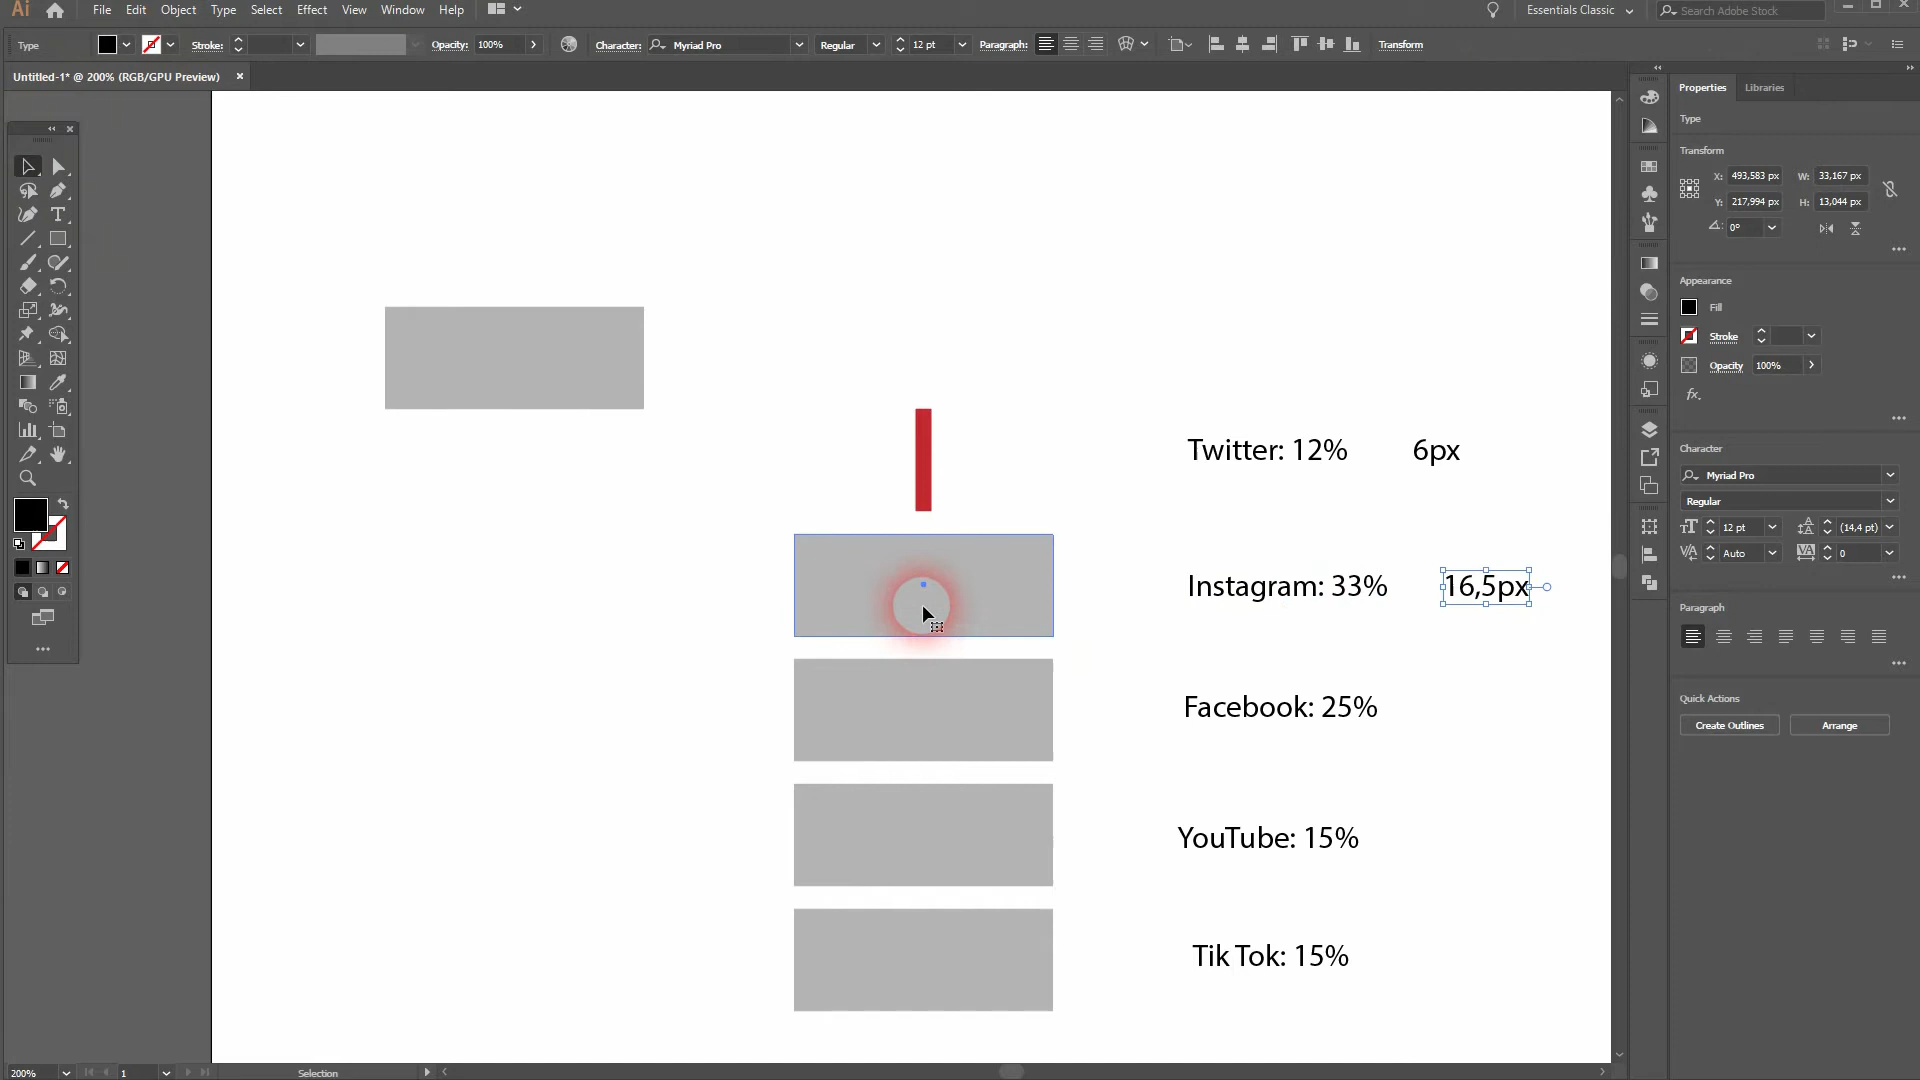 Ai File Edit Object Type Select Effect View Window Help Essentials Classic Search Adobe Stock
Type Stroke: Opacity: 100% Character: Myriad Pro Regular 12 pt Paragraph: Transform
Untitled-1* @ 200% (RGB/GPU Preview)
Properties Libraries
Type
Transform
X: 493,583 px W: 33,167 px
Y: 217,994 px H: 13,044 px
0°
Appearance
Fill
Stroke
Opacity 100%
fx.
Character
Myriad Pro
Regular
12 pt (14,4 pt)
Auto 0
Paragraph
Quick Actions
Create Outlines Arrange
Twitter: 12% 6px
Instagram: 33% 16,5px
Facebook: 25%
YouTube: 15%
Tik Tok: 15%
200% 1 Selection